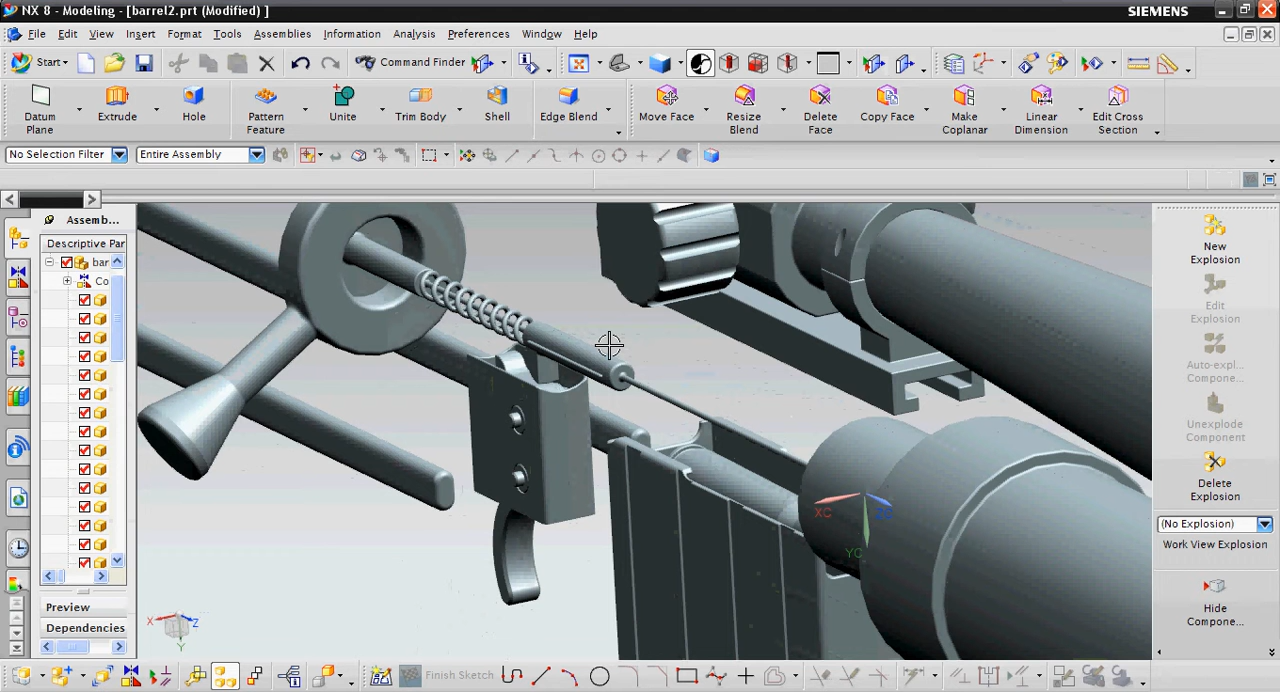 NX 8 - Modeling - [barrel2.prt (Modified) ]
SIEMENS
File Edit View Insert Format Tools Assemblies Information Analysis Preferences Window Help
Start Command Finder
Datum Plane
Extrude
Hole
Pattern Feature
Unite
Trim Body
Shell
Edge Blend
Move Face
Resize Blend
Delete Face
Copy Face
Make Coplanar
Linear Dimension
Edit Cross Section
No Selection Filter
Entire Assembly
Assemb...
Descriptive Par
bar
Co
Preview
Dependencies
XC
YC
ZC
X
Z
Y
New Explosion
Edit Explosion
Auto-expl... Compone...
Unexplode Component
Delete Explosion
(No Explosion)
Work View Explosion
Hide Compone...
Finish Sketch